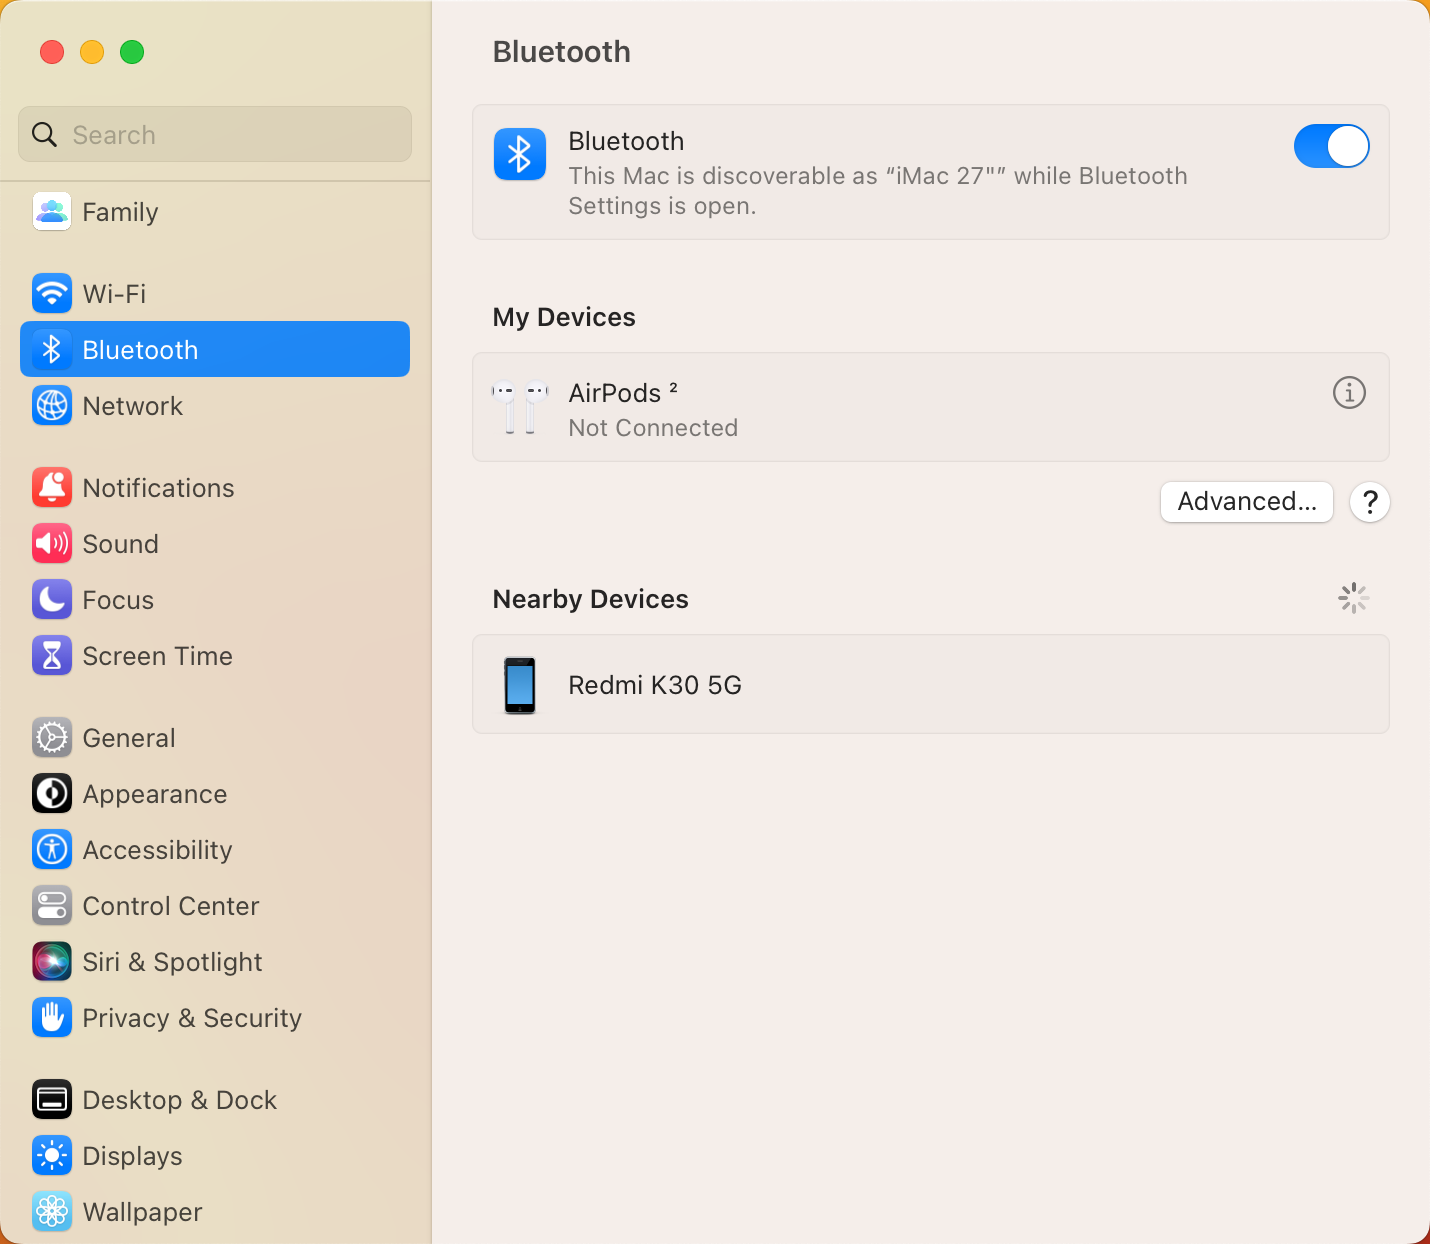 Search
Family
Wi-Fi
Bluetooth
Network
Notifications
Sound
Focus
Screen Time
General
Appearance
Accessibility
Control Center
Siri & Spotlight
Privacy & Security
Desktop & Dock
Displays
Wallpaper
Bluetooth
Bluetooth
This Mac is discoverable as “iMac 27"” while Bluetooth
Settings is open.
My Devices
AirPods ²
Not Connected
Advanced...
?
Nearby Devices
Redmi K30 5G